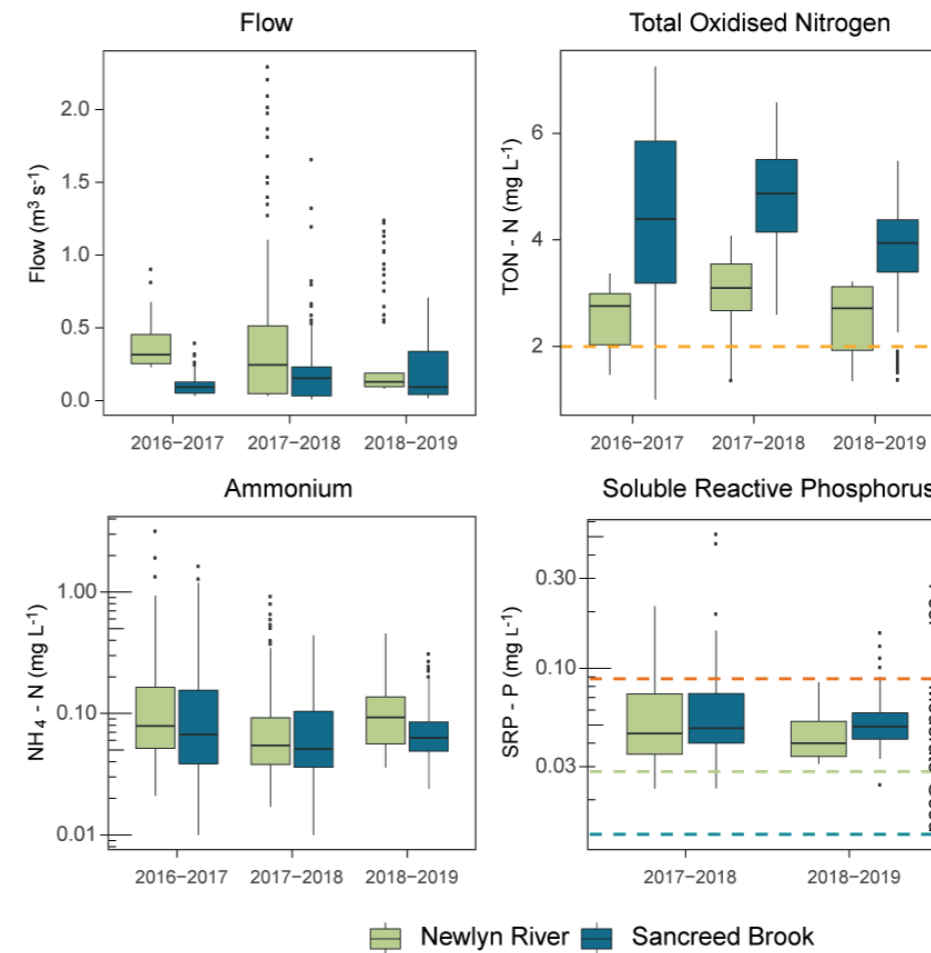 Flow
Flow (m³ s⁻¹)
2.0
1.5
1.0
0.5
0.0
2016–2017 2017–2018 2018–2019
Total Oxidised Nitrogen
TON - N (mg L⁻¹)
6
4
2
2016–2017 2017–2018 2018–2019
Ammonium
NH₄ - N (mg L⁻¹)
1.00
0.10
0.01
2016–2017 2017–2018 2018–2019
Soluble Reactive Phosphorus
SRP - P (mg L⁻¹)
0.30
0.10
0.03
2017–2018 2018–2019
Newlyn River Sancreed Brook